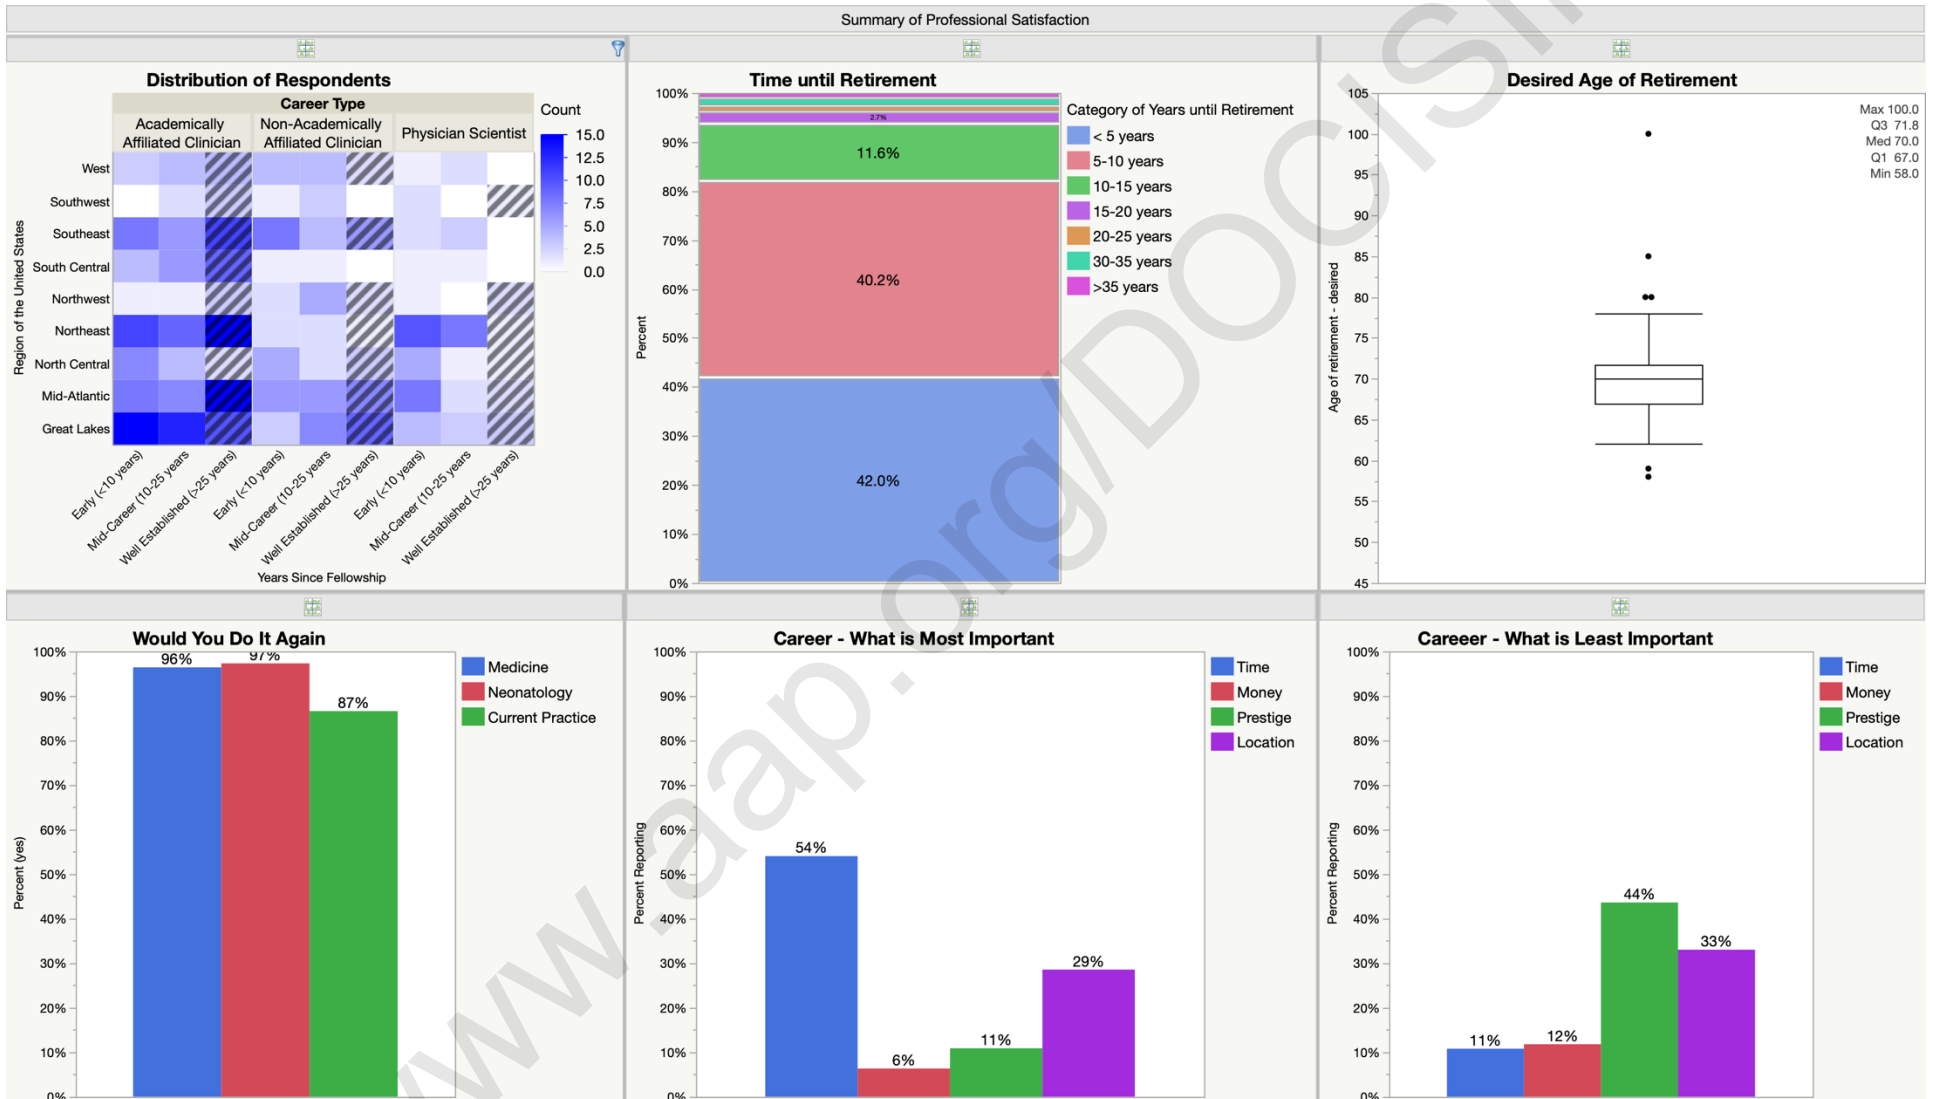 Summary of Professional Satisfaction
Distribution of Respondents
Career Type
Academically
Affiliated Clinician
Non-Academically
Affiliated Clinician
Physician Scientist
Count
15.0
12.5
10.0
7.5
5.0
2.5
0.0
Region of the United States
West
Southwest
Southeast
South Central
Northwest
Northeast
North Central
Mid-Atlantic
Great Lakes
Early (<10 years)
Mid-Career (10-25 years
Well Established (>25 years)
Early (<10 years)
Mid-Career (10-25 years
Well Established (>25 years)
Early (<10 years)
Mid-Career (10-25 years
Well Established (>25 years)
Years Since Fellowship
Time until Retirement
Percent
100%
90%
80%
70%
60%
50%
40%
30%
20%
10%
0%
2.7%
11.6%
40.2%
42.0%
Category of Years until Retirement
< 5 years
5-10 years
10-15 years
15-20 years
20-25 years
30-35 years
>35 years
Desired Age of Retirement
Age of retirement - desired
105
100
95
90
85
80
75
70
65
60
55
50
45
Max 100.0
Q3 71.8
Med 70.0
Q1 67.0
Min 58.0
Would You Do It Again
Percent (yes)
100%
90%
80%
70%
60%
50%
40%
30%
20%
10%
0%
96%
97%
87%
Medicine
Neonatology
Current Practice
Career - What is Most Important
Percent Reporting
100%
90%
80%
70%
60%
50%
40%
30%
20%
10%
0%
54%
6%
11%
29%
Time
Money
Prestige
Location
Careeer - What is Least Important
Percent Reporting
100%
90%
80%
70%
60%
50%
40%
30%
20%
10%
0%
11%
12%
44%
33%
Time
Money
Prestige
Location
www.aap.org/DOCISin